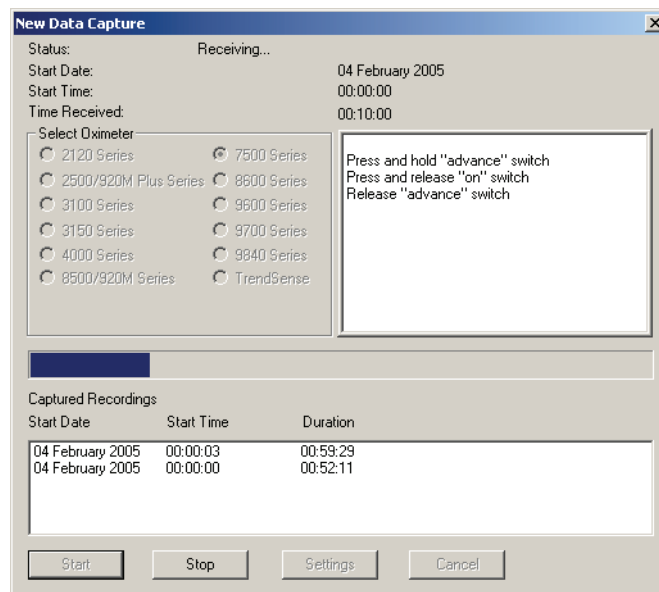 New Data Capture
Status: Receiving...
Start Date: 04 February 2005
Start Time: 00:00:00
Time Received: 00:10:00
Select Oximeter
2120 Series 7500 Series
2500/920M Plus Series 8600 Series
3100 Series 9600 Series
3150 Series 9700 Series
4000 Series 9840 Series
8500/920M Series TrendSense
Press and hold "advance" switch
Press and release "on" switch
Release "advance" switch
Captured Recordings
Start Date Start Time Duration
04 February 2005 00:00:03 00:59:29
04 February 2005 00:00:00 00:52:11
Start Stop Settings Cancel